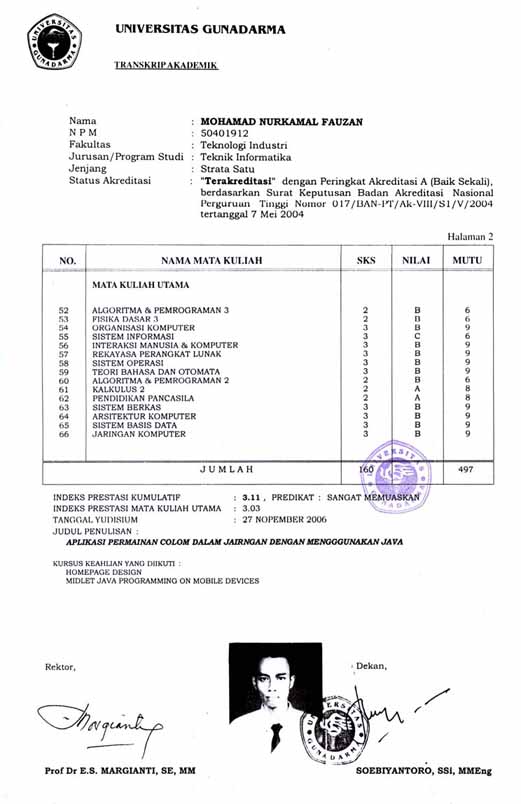 UNIVERSITAS GUNADARMA
TRANSKRIP AKADEMIK
Nama : MOHAMAD NURKAMAL FAUZAN
N P M : 50401912
Fakultas : Teknologi Industri
Jurusan/Program Studi : Teknik Informatika
Jenjang : Strata Satu
Status Akreditasi : "Terakreditasi" dengan Peringkat Akreditasi A (Baik Sekali),
berdasarkan Surat Keputusan Badan Akreditasi Nasional
Perguruan Tinggi Nomor 017/BAN-PT/Ak-VIII/S1/V/2004
tertanggal 7 Mei 2004
Halaman 2
NO. NAMA MATA KULIAH SKS NILAI MUTU
MATA KULIAH UTAMA
52 ALGORITMA & PEMROGRAMAN 3 2 B 6
53 FISIKA DASAR 3 2 B 6
54 ORGANISASI KOMPUTER 3 B 9
55 SISTEM INFORMASI 3 C 6
56 INTERAKSI MANUSIA & KOMPUTER 3 B 9
57 REKAYASA PERANGKAT LUNAK 3 B 9
58 SISTEM OPERASI 3 B 9
59 TEORI BAHASA DAN OTOMATA 3 B 9
60 ALGORITMA & PEMROGRAMAN 2 2 B 6
61 KALKULUS 2 2 A 8
62 PENDIDIKAN PANCASILA 2 A 8
63 SISTEM BERKAS 3 B 9
64 ARSITEKTUR KOMPUTER 3 B 9
65 SISTEM BASIS DATA 3 B 9
66 JARINGAN KOMPUTER 3 B 9
J U M L A H 160 497
INDEKS PRESTASI KUMULATIF : 3.11 , PREDIKAT : SANGAT MEMUASKAN
INDEKS PRESTASI MATA KULIAH UTAMA : 3.03
TANGGAL YUDISIUM : 27 NOPEMBER 2006
JUDUL PENULISAN :
APLIKASI PERMAINAN COLOM DALAM JAIRNGAN DENGAN MENGGGUNAKAN JAVA
KURSUS KEAHLIAN YANG DIIKUTI :
HOMEPAGE DESIGN
MIDLET JAVA PROGRAMMING ON MOBILE DEVICES
Rektor, Dekan,
UNIVERSITAS GUNADARMA
Prof Dr E.S. MARGIANTI, SE, MM SOEBIYANTORO, SSi, MMEng